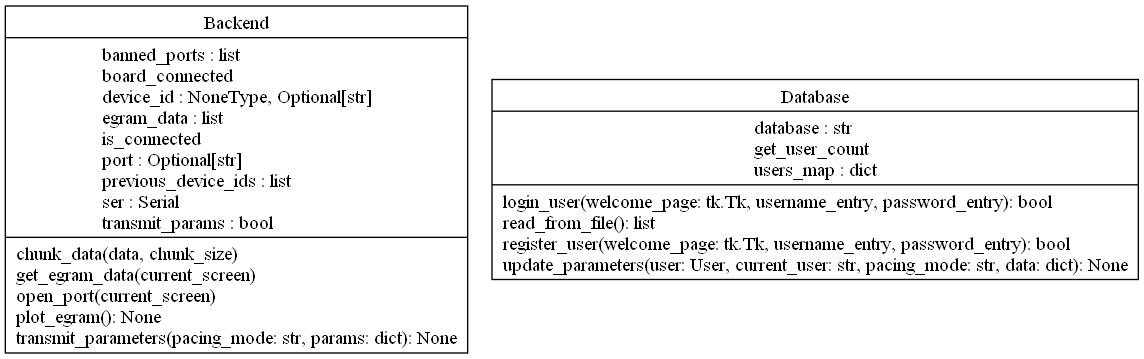 Backend
banned_ports : list
board_connected
device_id : NoneType, Optional[str]
egram_data : list
is_connected
port : Optional[str]
previous_device_ids : list
ser : Serial
transmit_params : bool
chunk_data(data, chunk_size)
get_egram_data(current_screen)
open_port(current_screen)
plot_egram(): None
transmit_parameters(pacing_mode: str, params: dict): None
Database
database : str
get_user_count
users_map : dict
login_user(welcome_page: tk.Tk, username_entry, password_entry): bool
read_from_file(): list
register_user(welcome_page: tk.Tk, username_entry, password_entry): bool
update_parameters(user: User, current_user: str, pacing_mode: str, data: dict): None